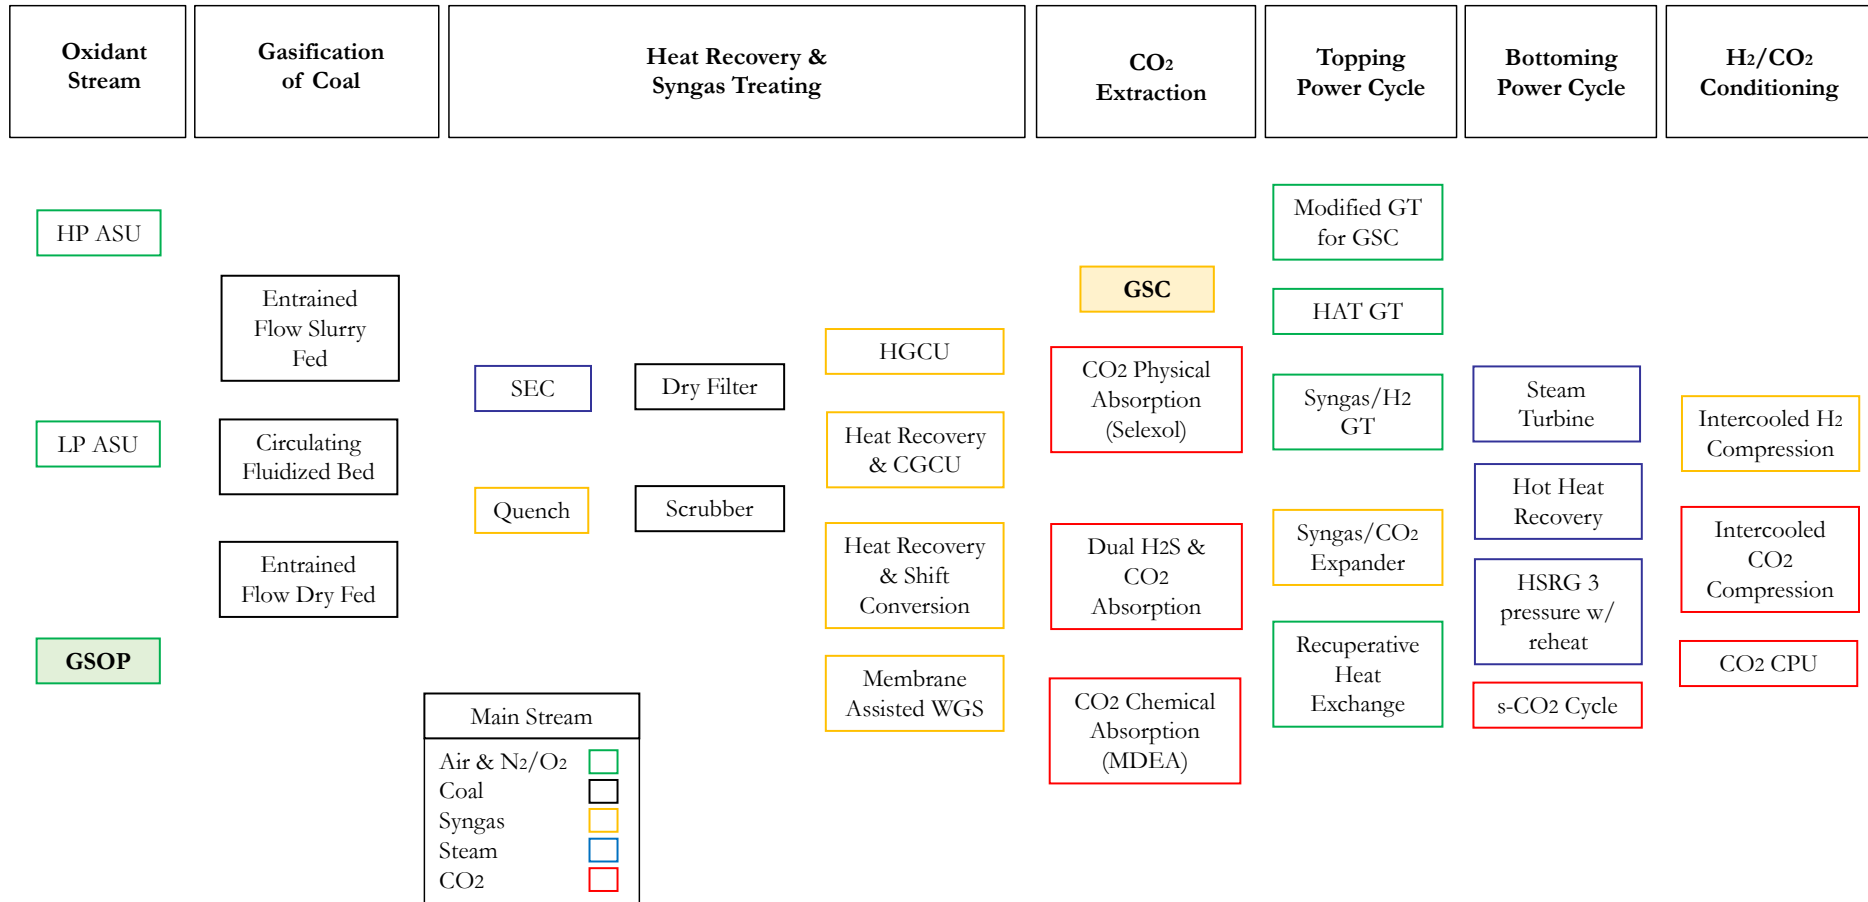 Oxidant
Stream
Gasification
of Coal
Heat Recovery &
Syngas Treating
CO2
Extraction
Topping
Power Cycle
Bottoming
Power Cycle
H2/CO2
Conditioning
HP ASU
LP ASU
GSOP
Entrained
Flow Slurry
Fed
Circulating
Fluidized Bed
Entrained
Flow Dry Fed
SEC
Quench
Dry Filter
Scrubber
HGCU
Heat Recovery
& CGCU
Heat Recovery
& Shift
Conversion
Membrane
Assisted WGS
GSC
CO2 Physical
Absorption
(Selexol)
Dual H2S &
CO2
Absorption
CO2 Chemical
Absorption
(MDEA)
Modified GT
for GSC
HAT GT
Syngas/H2
GT
Syngas/CO2
Expander
Recuperative
Heat
Exchange
Steam
Turbine
Hot Heat
Recovery
HSRG 3
pressure w/
reheat
s-CO2 Cycle
Intercooled H2
Compression
Intercooled
CO2
Compression
CO2 CPU
Main Stream
Air & N2/O2
Coal
Syngas
Steam
CO2